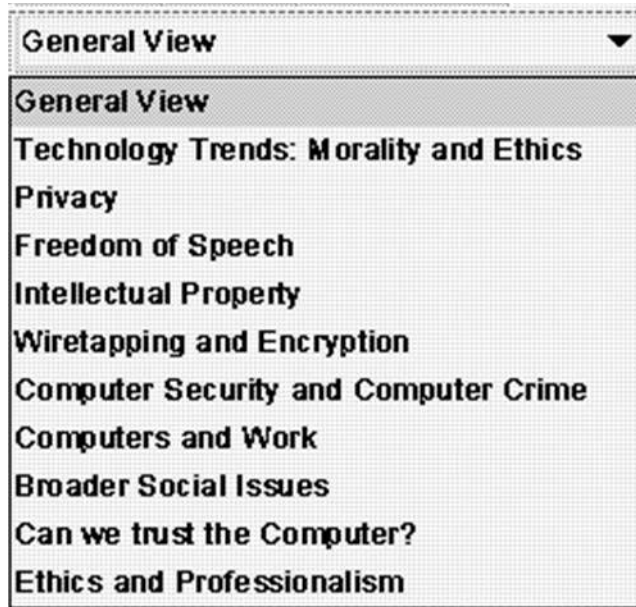 General View
General View
Technology Trends: Morality and Ethics
Privacy
Freedom of Speech
Intellectual Property
Wiretapping and Encryption
Computer Security and Computer Crime
Computers and Work
Broader Social Issues
Can we trust the Computer?
Ethics and Professionalism